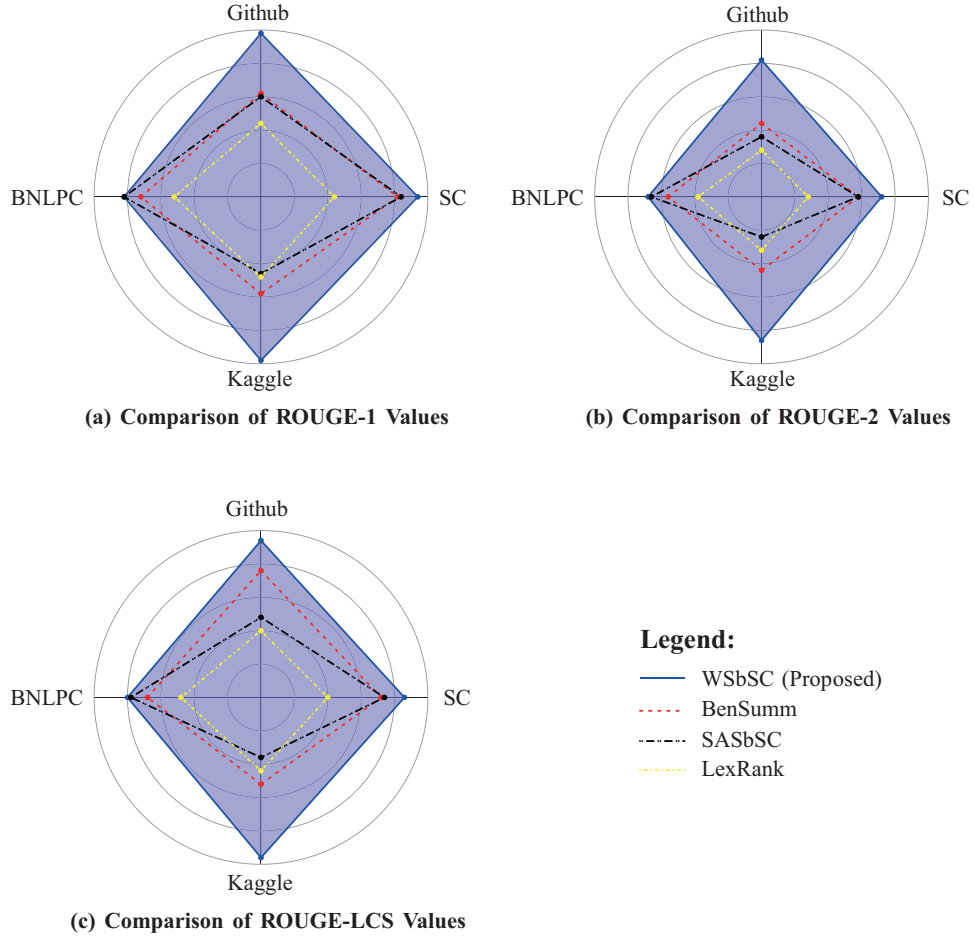 Github
BNLPC
SC
Kaggle
(a) Comparison of ROUGE-1 Values
Github
BNLPC
SC
Kaggle
(b) Comparison of ROUGE-2 Values
Github
BNLPC
SC
Kaggle
(c) Comparison of ROUGE-LCS Values
Legend:
WSbSC (Proposed)
BenSumm
SASbSC
LexRank